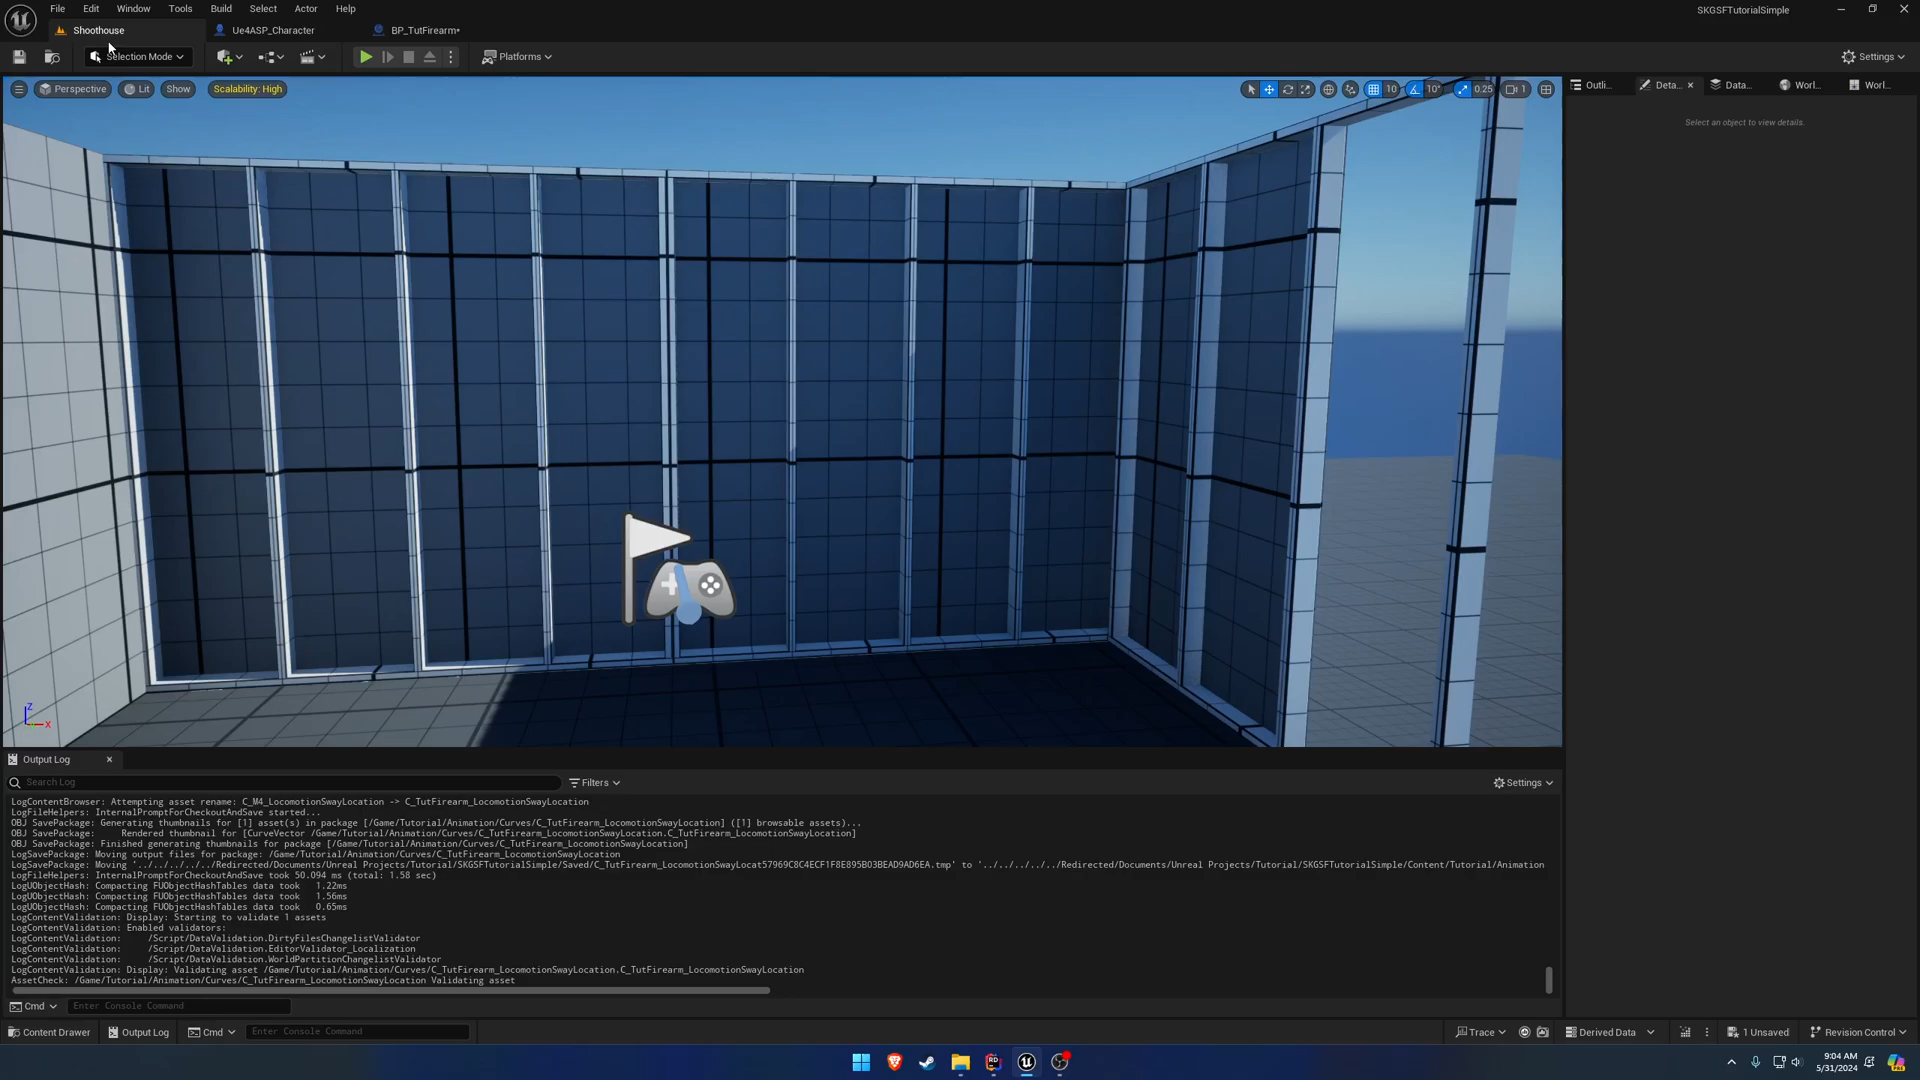 File Edit Window Tools Build Select Actor Help
SKGSFTutorialSimple
Shoothouse
Ue4ASP_Character
BP_TutFirearm*
Selection Mode
Platforms
Settings
Perspective
Lit
Show
Scalability: High
10
10°
0.25
1
Outli...
Deta...
Data...
Worl...
Worl...
Select an object to view details.
Z
X
Output Log
Search Log
Filters
Settings
LogContentBrowser: Attempting asset rename: C_M4_LocomotionSwayLocation -> C_TutFirearm_LocomotionSwayLocation
LogFileHelpers: InternalPromptForCheckoutAndSave started...
OBJ SavePackage: Generating thumbnails for [1] asset(s) in package [/Game/Tutorial/Animation/Curves/C_TutFirearm_LocomotionSwayLocation] ([1] browsable assets)...
OBJ SavePackage:     Rendered thumbnail for [CurveVector /Game/Tutorial/Animation/Curves/C_TutFirearm_LocomotionSwayLocation.C_TutFirearm_LocomotionSwayLocation]
OBJ SavePackage: Finished generating thumbnails for package [/Game/Tutorial/Animation/Curves/C_TutFirearm_LocomotionSwayLocation]
LogSavePackage: Moving output files for package: /Game/Tutorial/Animation/Curves/C_TutFirearm_LocomotionSwayLocation
LogSavePackage: Moving '../../../../../Redirected/Documents/Unreal Projects/Tutorial/SKGSFTutorialSimple/Saved/C_TutFirearm_LocomotionSwayLocat57969C8C4ECF1F8E895B03BEAD9AD6EA.tmp' to '../../../../../Redirected/Documents/Unreal Projects/Tutorial/SKGSFTutorialSimple/Content/Tutorial/Animation
LogFileHelpers: InternalPromptForCheckoutAndSave took 50.094 ms (total: 1.58 sec)
LogUObjectHash: Compacting FUObjectHashTables data took   1.22ms
LogUObjectHash: Compacting FUObjectHashTables data took   1.56ms
LogUObjectHash: Compacting FUObjectHashTables data took   0.65ms
LogContentValidation: Display: Starting to validate 1 assets
LogContentValidation: Enabled validators:
LogContentValidation:     /Script/DataValidation.DirtyFilesChangelistValidator
LogContentValidation:     /Script/DataValidation.EditorValidator_Localization
LogContentValidation:     /Script/DataValidation.WorldPartitionChangelistValidator
LogContentValidation: Display: Validating asset /Game/Tutorial/Animation/Curves/C_TutFirearm_LocomotionSwayLocation.C_TutFirearm_LocomotionSwayLocation
AssetCheck: /Game/Tutorial/Animation/Curves/C_TutFirearm_LocomotionSwayLocation Validating asset
Cmd
Enter Console Command
Content Drawer
Output Log
Cmd
Enter Console Command
Trace
Derived Data
1 Unsaved
Revision Control
9:04 AM
5/31/2024